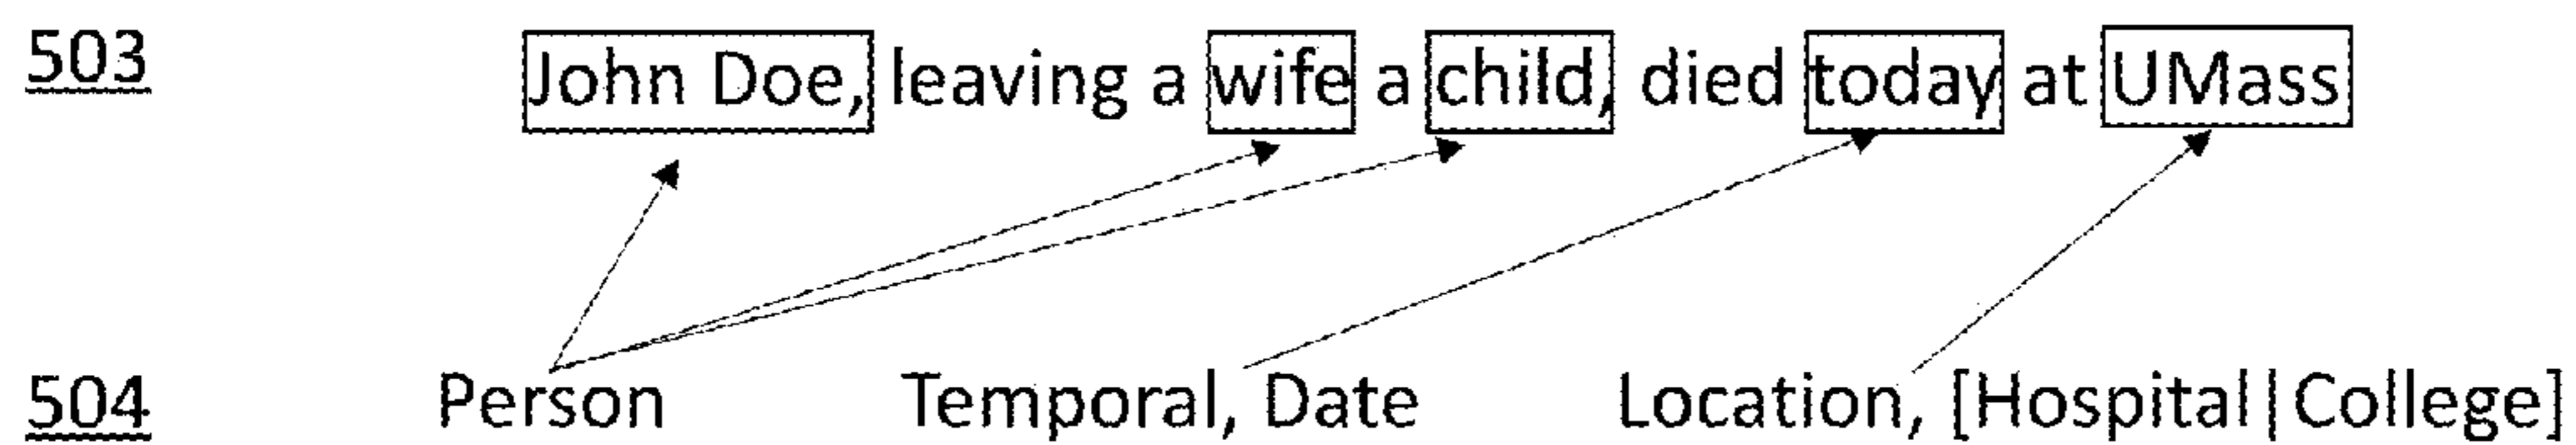 503 John Doe, leaving a wife a child, died today at UMass
504 Person Temporal, Date Location, [Hospital|College]